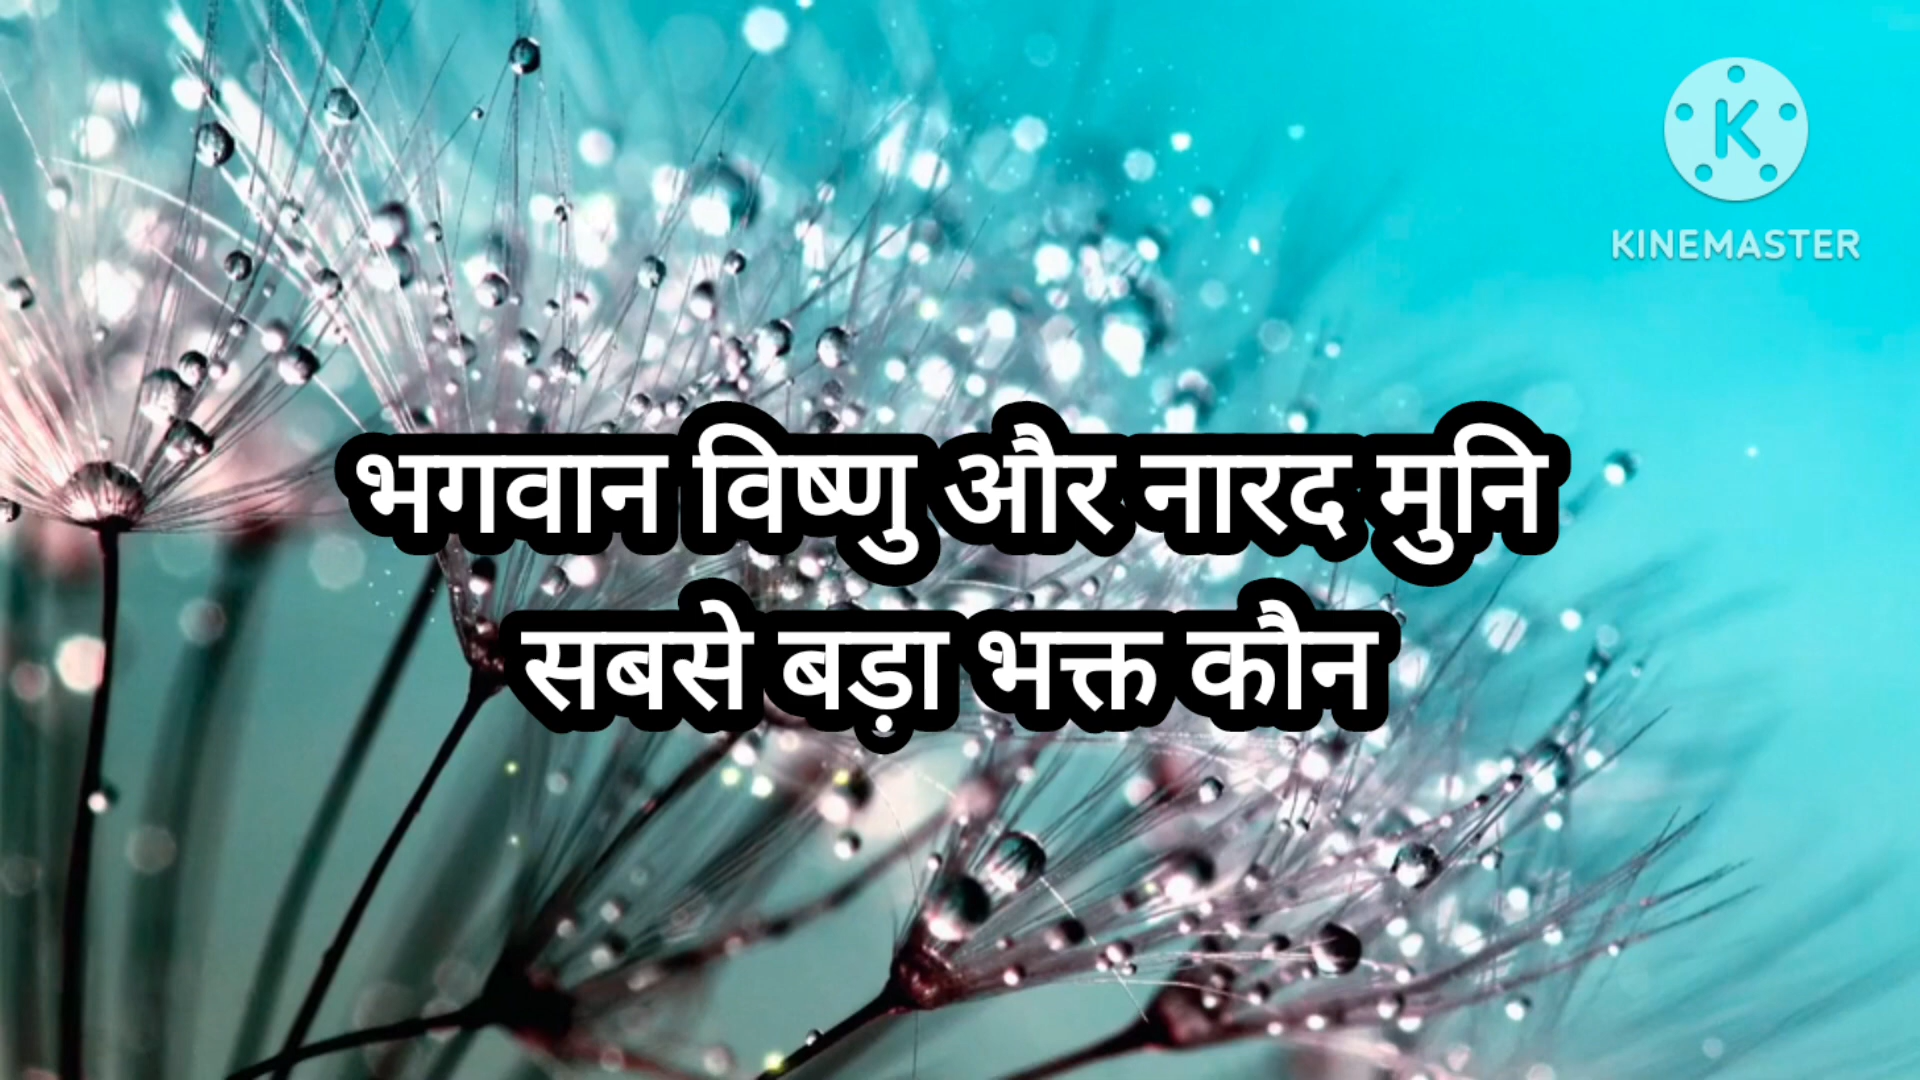 KINEMASTER
भगवान विष्णु और नारद मुनि
सबसे बड़ा भक्त कौन